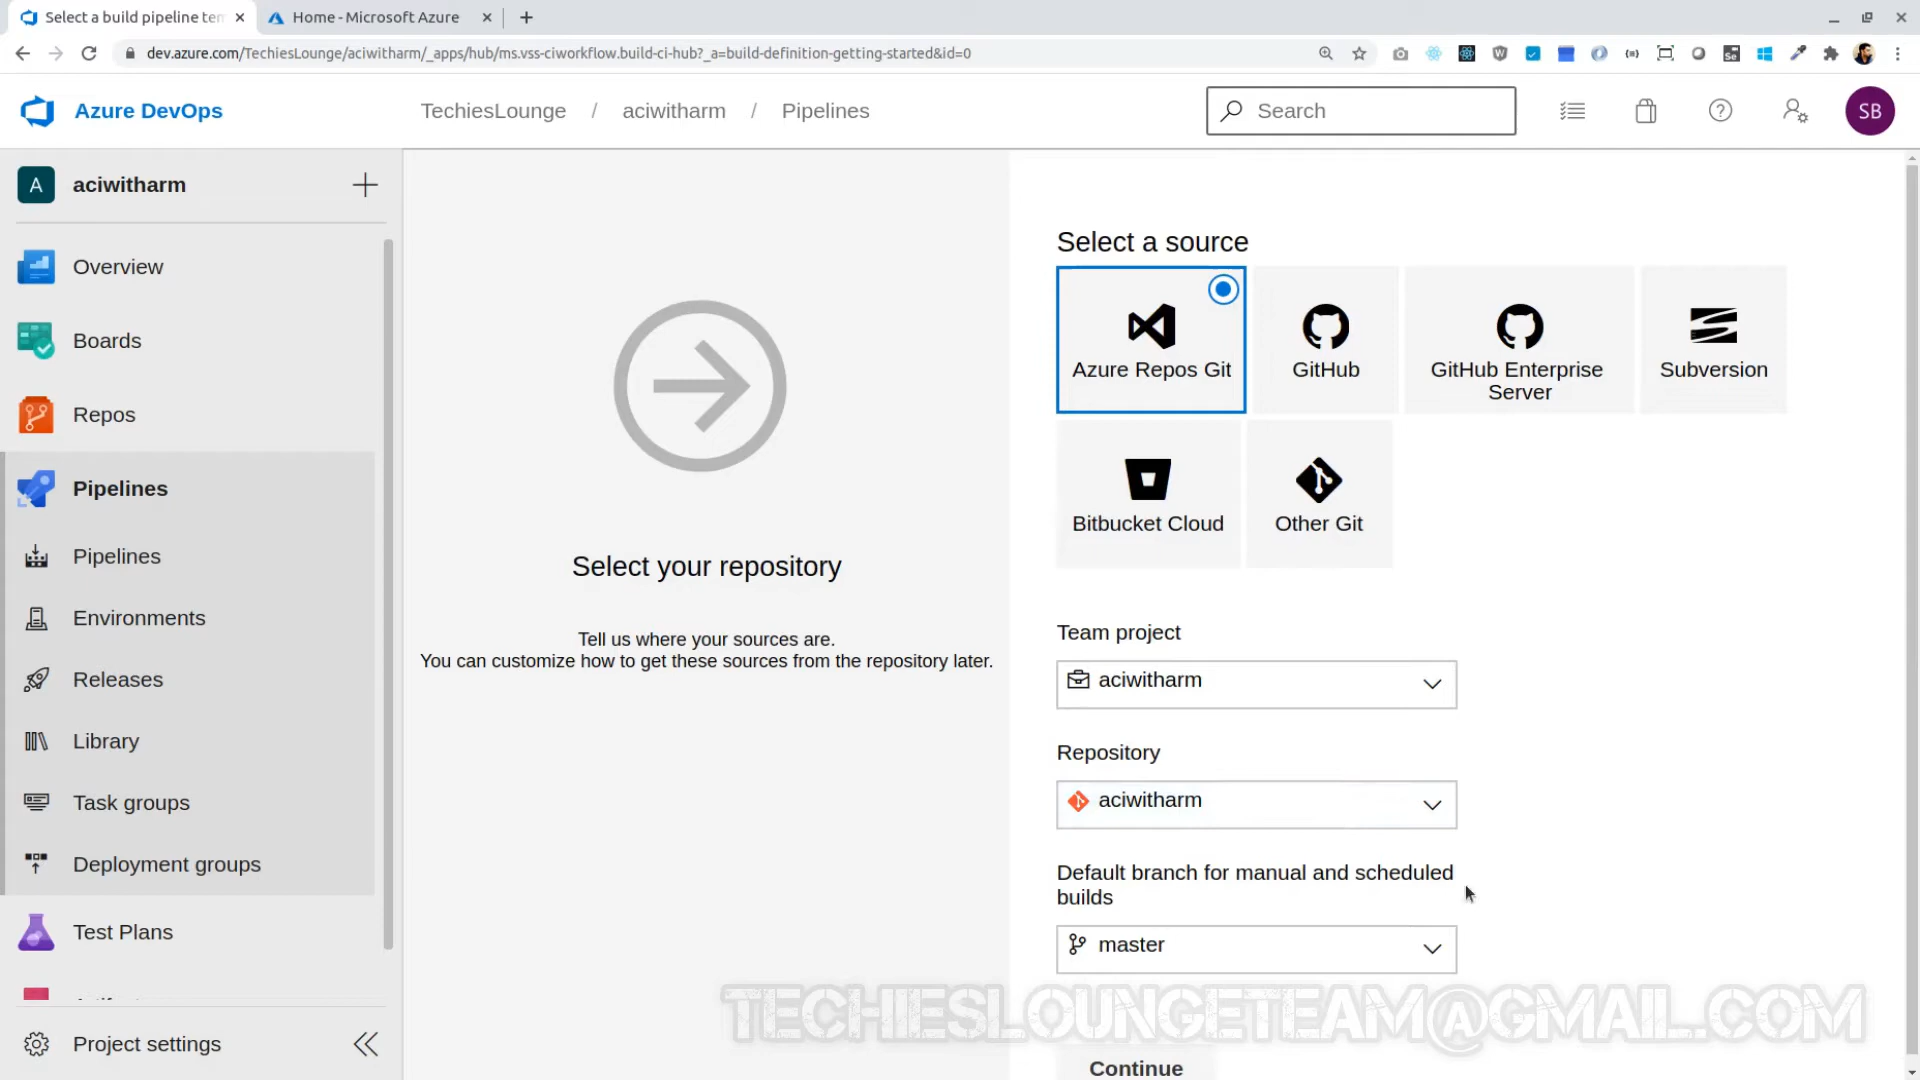 Select a build pipeline ten
Home - Microsoft Azure
dev.azure.com/TechiesLounge/aciwitharm/_apps/hub/ms.vss-ciworkflow.build-ci-hub?_a=build-definition-getting-started&id=0
Azure DevOps
TechiesLounge / aciwitharm / Pipelines
Search
SB
A aciwitharm
Overview
Boards
Repos
Pipelines
Pipelines
Environments
Releases
Library
Task groups
Deployment groups
Test Plans
Project settings
Select your repository
Tell us where your sources are.
You can customize how to get these sources from the repository later.
Select a source
Azure Repos Git
GitHub
GitHub Enterprise
Server
Subversion
Bitbucket Cloud
Other Git
Team project
aciwitharm
Repository
aciwitharm
Default branch for manual and scheduled
builds
master
TECHIESLOUNGETEAM@GMAIL.COM
Continue